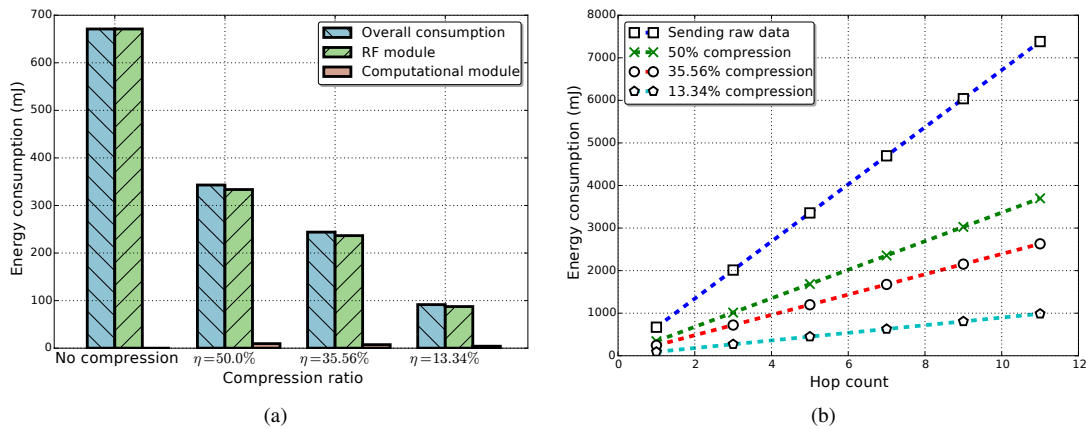 700
600
500
400
300
200
100
0
Energy consumption (mJ)
Overall consumption
RF module
Computational module
No compression
η=50.0%
η=35.56%
η=13.34%
Compression ratio
(a)
8000
7000
6000
5000
4000
3000
2000
1000
0
Energy consumption (mJ)
Sending raw data
50% compression
35.56% compression
13.34% compression
0 2 4 6 8 10 12
Hop count
(b)